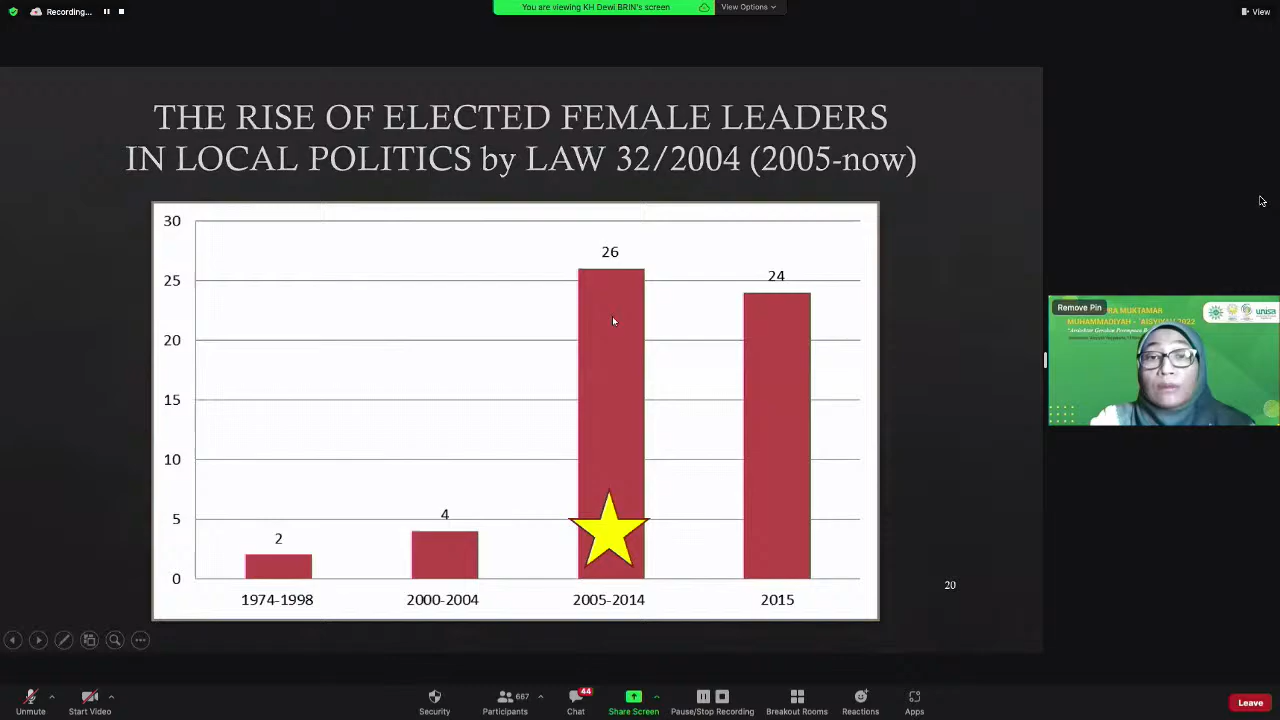 Recording...
You are viewing KH Dewi BRIN's screen
View Options
View
THE RISE OF ELECTED FEMALE LEADERS
IN LOCAL POLITICS by LAW 32/2004 (2005-now)
30
25
20
15
10
5
0
2
4
26
24
1974-1998
2000-2004
2005-2014
2015
20
Remove Pin
MUKTAMAR
MUHAMMADIYAH - 'AISYIYAH 2022
unisa
Unmute
Start Video
Security
667
Participants
44
Chat
Share Screen
Pause/Stop Recording
Breakout Rooms
Reactions
Apps
Leave